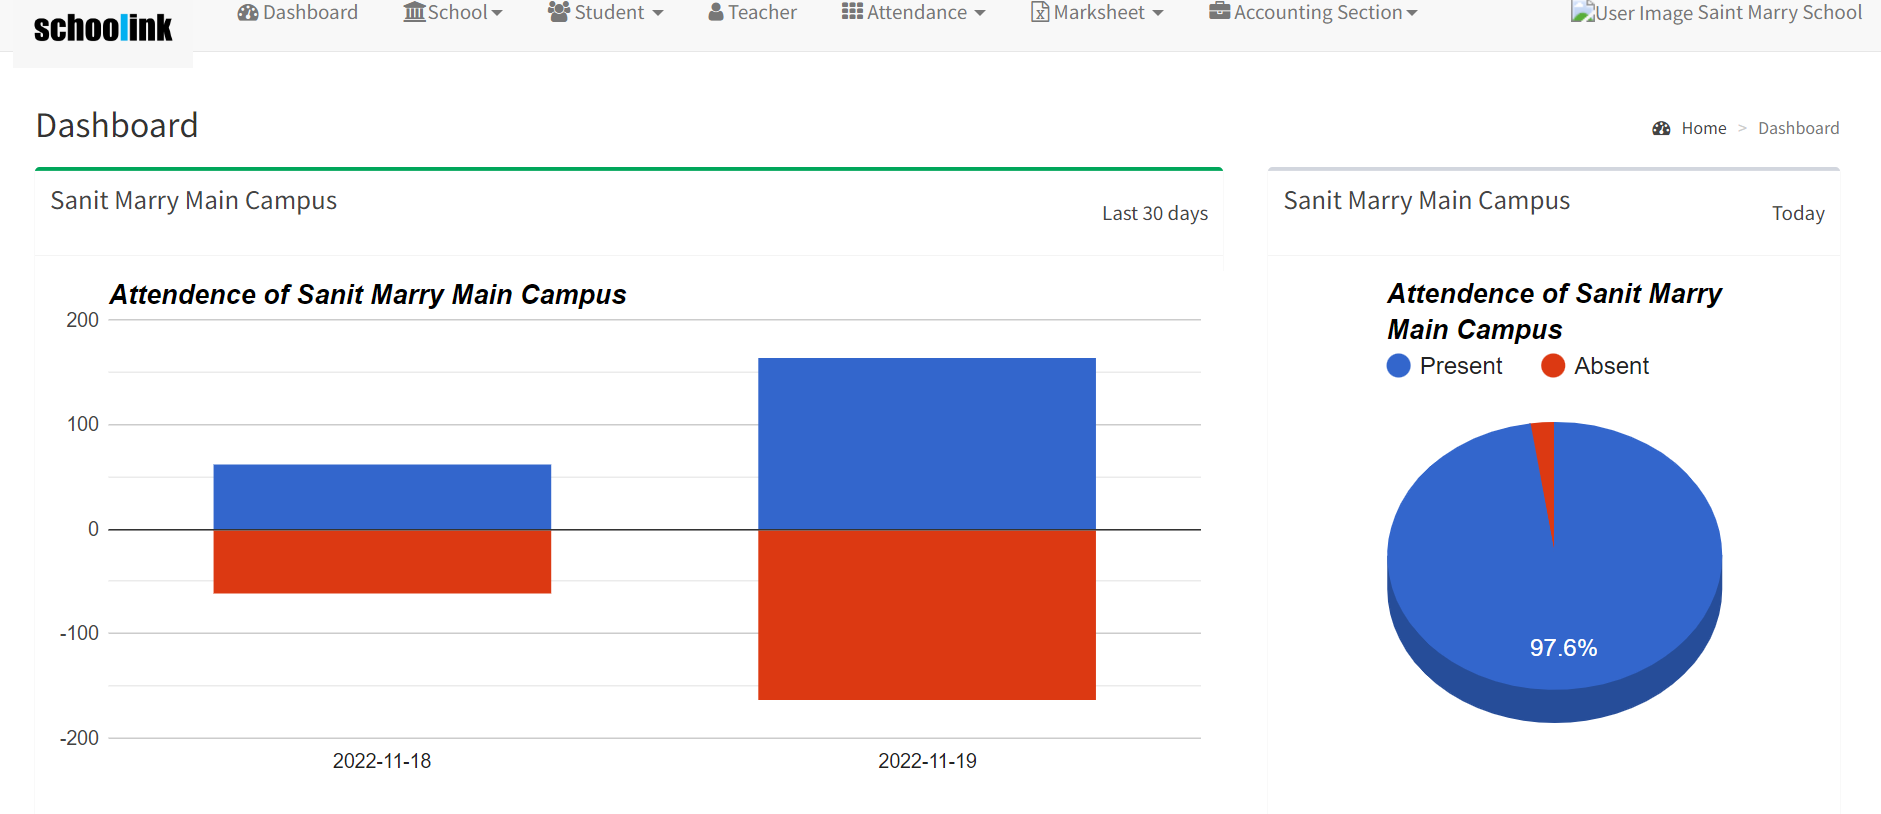 schoolink
Dashboard School Student Teacher Attendance Marksheet Accounting Section User Image Saint Marry School
Dashboard
Home > Dashboard
Sanit Marry Main Campus
Last 30 days
Attendence of Sanit Marry Main Campus
200
100
0
-100
-200
2022-11-18 2022-11-19
Sanit Marry Main Campus
Today
Attendence of Sanit Marry
Main Campus
Present Absent
97.6%